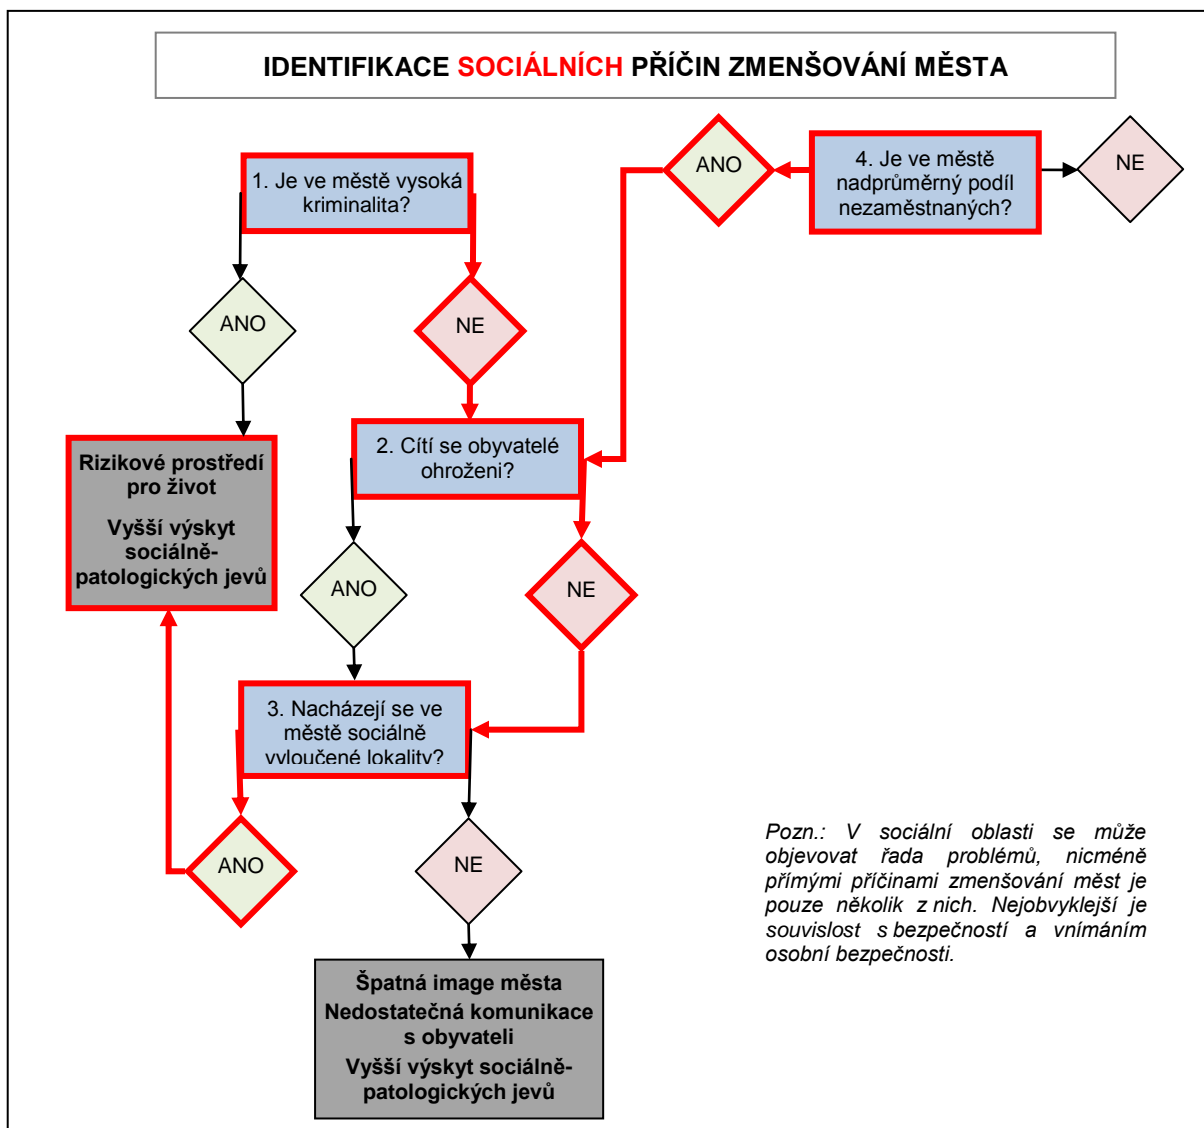 IDENTIFIKACE SOCIÁLNÍCH PŘÍČIN ZMENŠOVÁNÍ MĚSTA
1. Je ve městě vysoká
kriminalita?
ANO
4. Je ve městě
nadprůměrný podíl
nezaměstnaných?
NE
ANO
NE
Rizikové prostředí
pro život
Vyšší výskyt
sociálně-
patologických jevů
2. Cítí se obyvatelé
ohroženi?
ANO
NE
3. Nacházejí se ve
městě sociálně
vyloučené lokality?
ANO
NE
Pozn.: V sociální oblasti se může
objevovat řada problémů, nicméně
přímými příčinami zmenšování měst je
pouze několik z nich. Nejobvyklejší je
souvislost s bezpečností a vnímáním
osobní bezpečnosti.
Špatná image města
Nedostatečná komunikace
s obyvateli
Vyšší výskyt sociálně-
patologických jevů